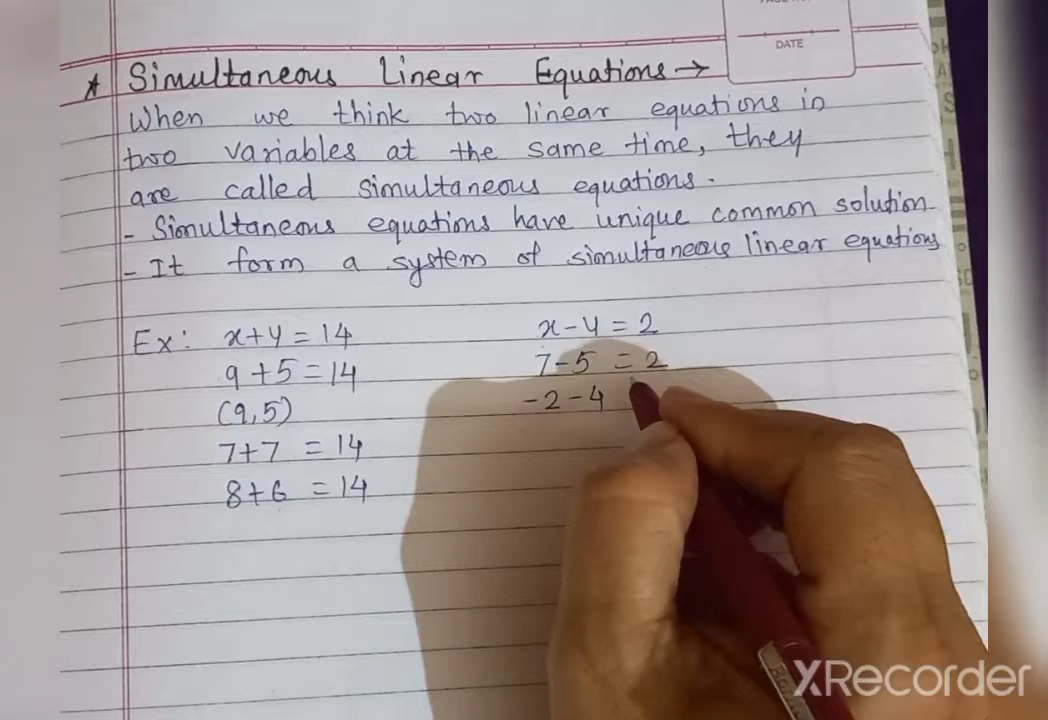 DATE
* Simultaneous Linear Equations →
When we think two linear equations in
two variables at the same time, they
are called simultaneous equations.
- Simultaneous equations have unique common solution
- It form a system of simultaneous linear equations
Ex: x+y=14
9+5=14
(9,5)
7+7=14
8+6=14
x-y=2
7-5=2
-2-4
XRecorder